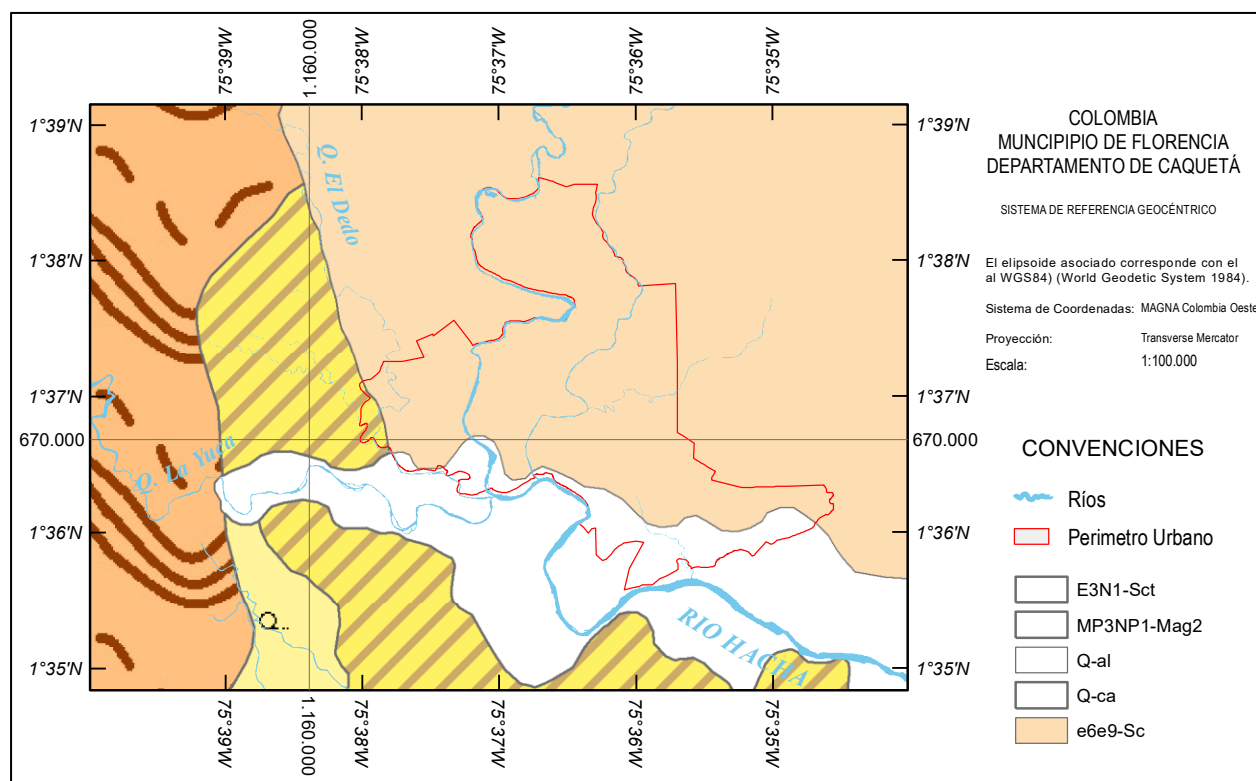 75°39'W
1.160.000
75°38'W
75°37'W
75°36'W
75°35'W
1°39'N
1°38'N
1°37'N
670.000
1°36'N
1°35'N
Q. El Dedo
Q. La Yuca
Q..
RIO HACHA
1°39'N
1°38'N
1°37'N
670.000
1°36'N
1°35'N
75°39'W
1.160.000
75°38'W
75°37'W
75°36'W
75°35'W
COLOMBIA
MUNCIPIPIO DE FLORENCIA
DEPARTAMENTO DE CAQUETÁ
SISTEMA DE REFERENCIA GEOCÉNTRICO
El elipsoide asociado corresponde con el
al WGS84) (World Geodetic System 1984).
Sistema de Coordenadas: MAGNA Colombia Oeste
Proyección: Transverse Mercator
Escala: 1:100.000
CONVENCIONES
Ríos
Perimetro Urbano
E3N1-Sct
MP3NP1-Mag2
Q-al
Q-ca
e6e9-Sc